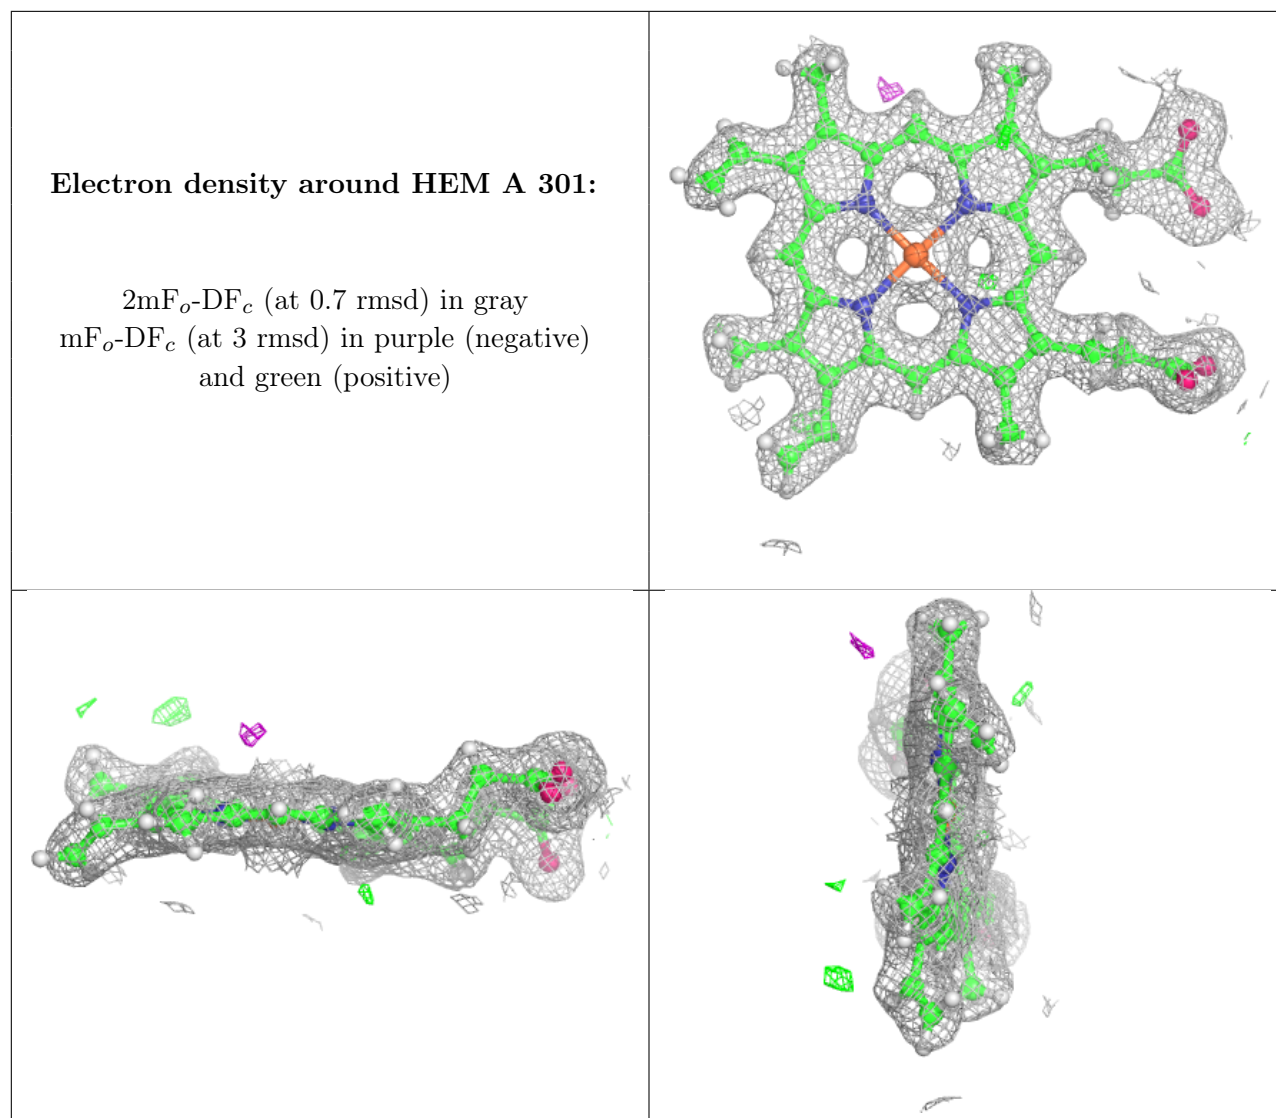 Electron density around HEM A 301:
2mFo-DFc (at 0.7 rmsd) in gray
mFo-DFc (at 3 rmsd) in purple (negative)
and green (positive)